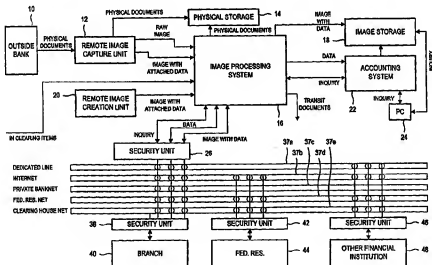 10
OUTSIDE
BANK
PHYSICAL
DOCUMENTS
12
REMOTE IMAGE
CAPTURE UNIT
PHYSICAL DOCUMENTS
RAW
IMAGE
IMAGE WITH
ATTACHED DATA
PHYSICAL STORAGE
14
PHYSICAL DOCUMENTS
IMAGE
WITH
DATA
IMAGE STORAGE
18
IMAGE PROCESSING
SYSTEM
16
DATA
INQUIRY
ACCOUNTING
SYSTEM
22
INQUIRY
INQUIRY
PC
24
TRANSIT
DOCUMENTS
20
REMOTE IMAGE
CREATION UNIT
IMAGE WITH
ATTACHED DATA
IN CLEARING ITEMS
INQUIRY
DATA
IMAGE WITH DATA
SECURITY UNIT
26
37a
37b
37c
37d
37e
DEDICATED LINE
INTERNET
PRIVATE BANKNET
FED. RES. NET
CLEARING HOUSE NET
38
SECURITY UNIT
SECURITY UNIT
42
SECURITY UNIT
46
40
BRANCH
FED. RES.
44
OTHER FINANCIAL
INSTITUTION
48